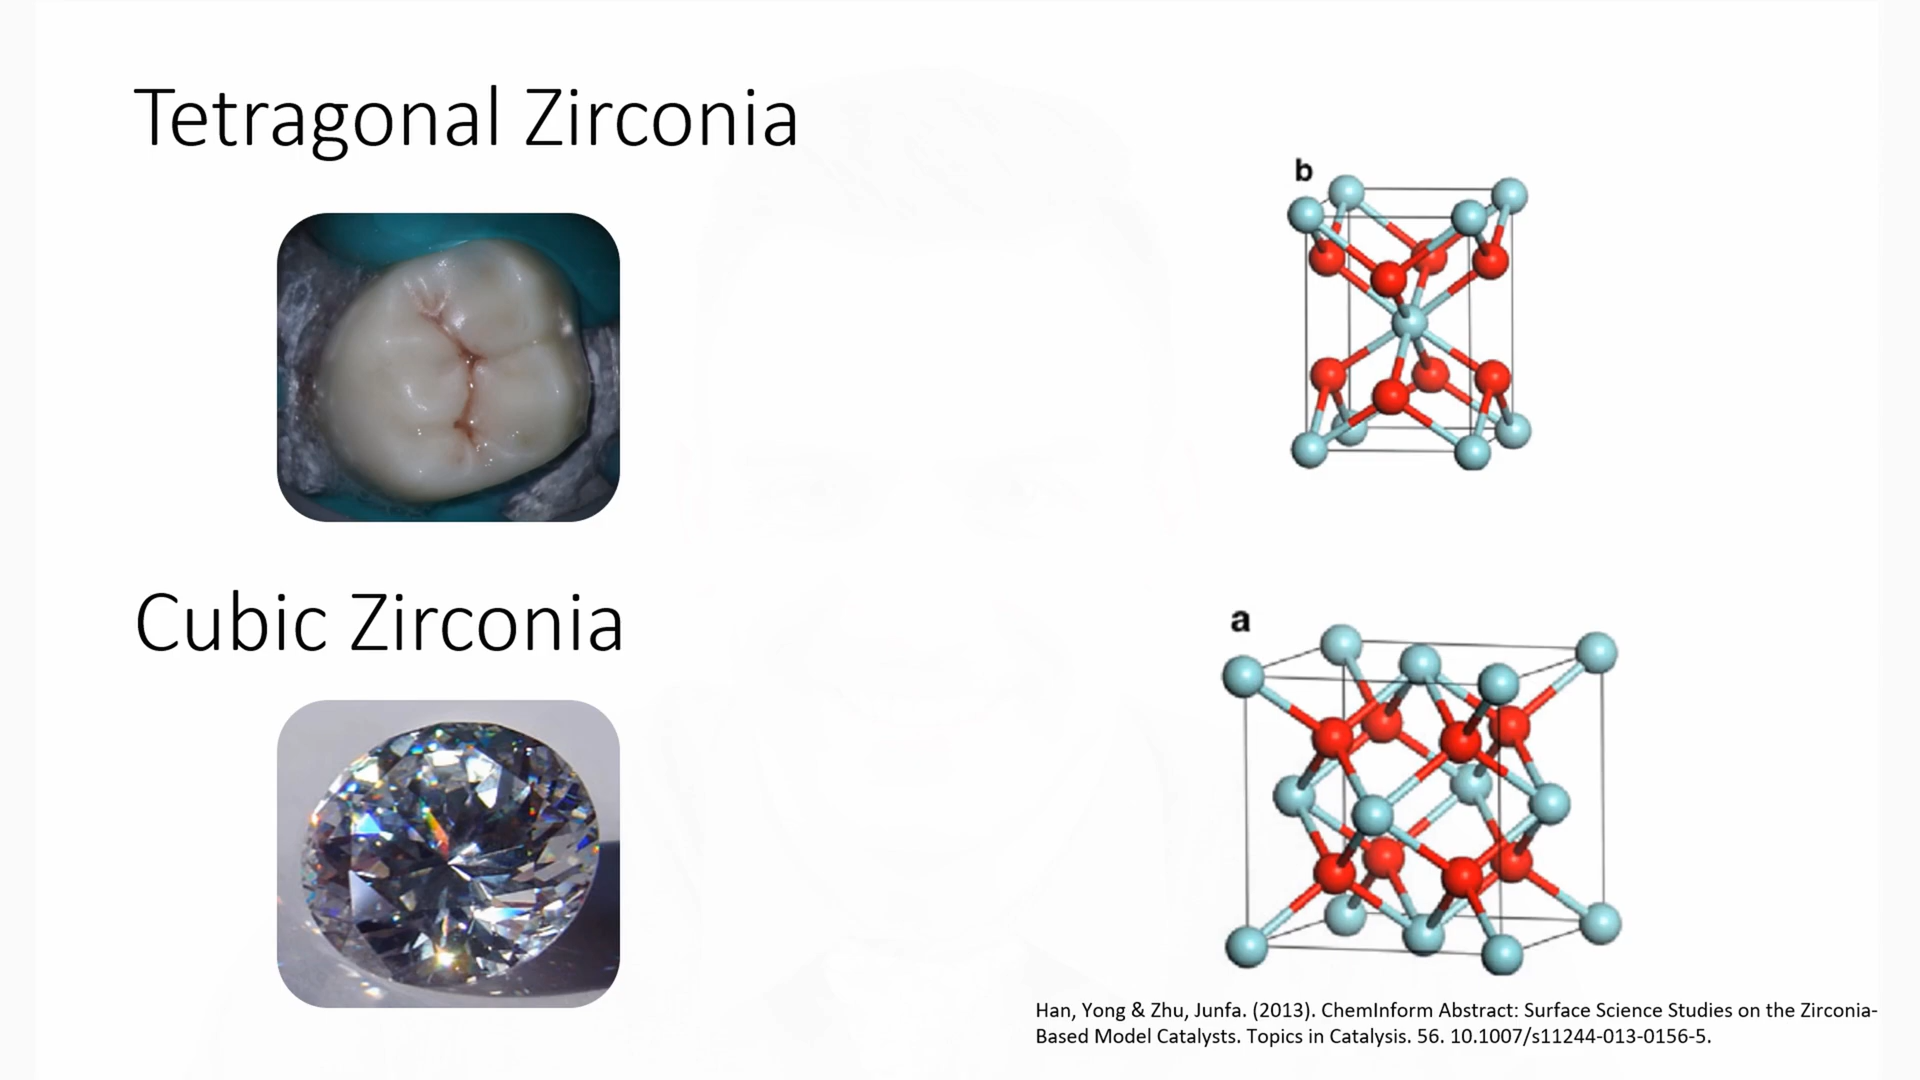 Tetragonal Zirconia
b
Cubic Zirconia
a
Han, Yong & Zhu, Junfa. (2013). ChemInform Abstract: Surface Science Studies on the Zirconia-
Based Model Catalysts. Topics in Catalysis. 56. 10.1007/s11244-013-0156-5.